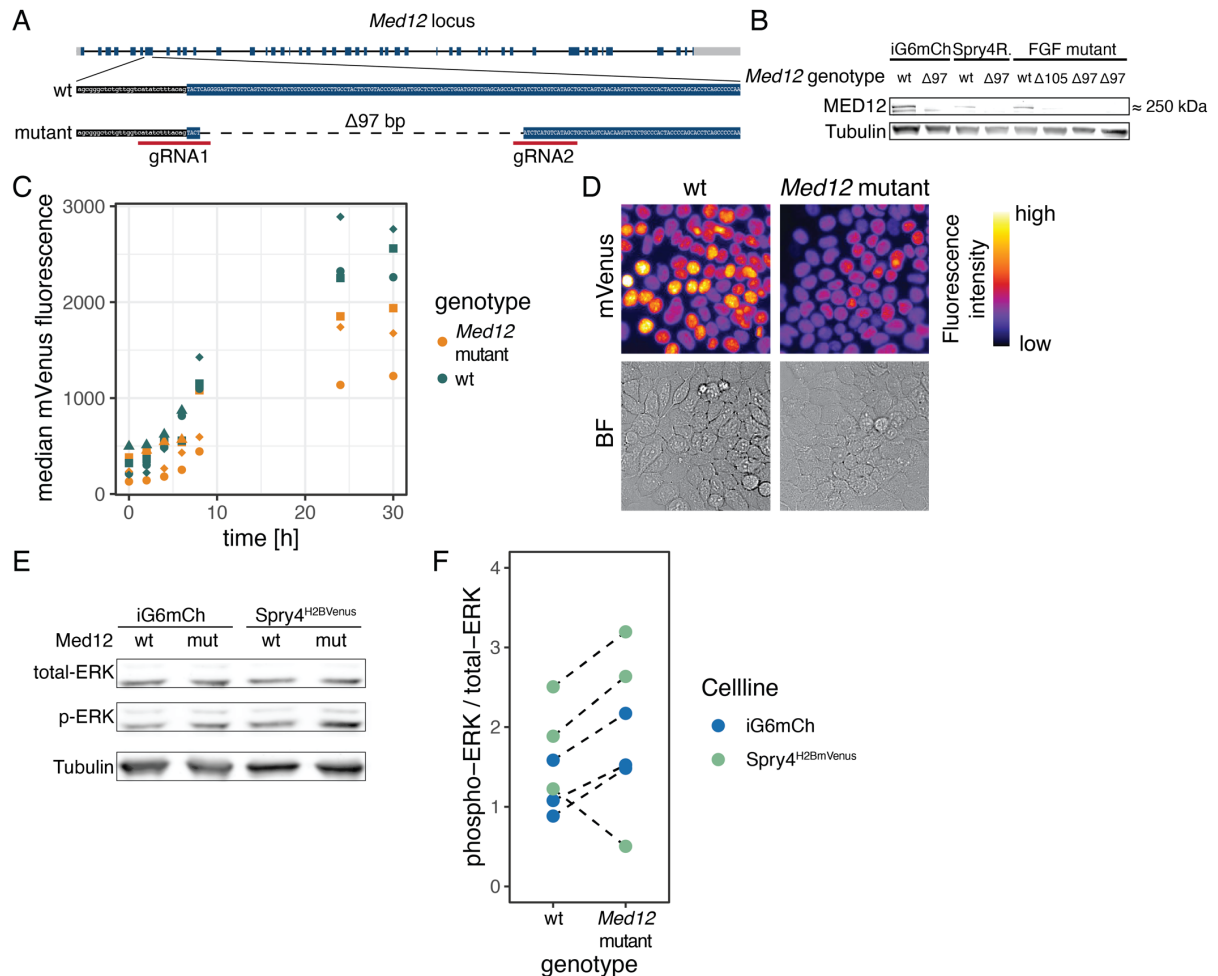 A
Med12 locus
wt
agcgggctctgttggtcatatctttacag
mutant
agcgggctctgttggtcatatctttacagTACT
Δ97 bp
gRNA1
gRNA2
B
iG6mCh Spry4R. FGF mutant
Med12 genotype wt Δ97 wt Δ97 wt Δ105 Δ97 Δ97
MED12 ≈ 250 kDa
Tubulin
C
median mVenus fluorescence
3000
2000
1000
0
0 10 20 30
time [h]
genotype
Med12
mutant
wt
D
wt Med12 mutant
mVenus
BF
Fluorescence
intensity
high
low
E
iG6mCh Spry4H2BVenus
Med12 wt mut wt mut
total-ERK
p-ERK
Tubulin
F
phospho−ERK / total−ERK
4
3
2
1
0
wt Med12
mutant
genotype
Cellline
iG6mCh
Spry4H2BmVenus